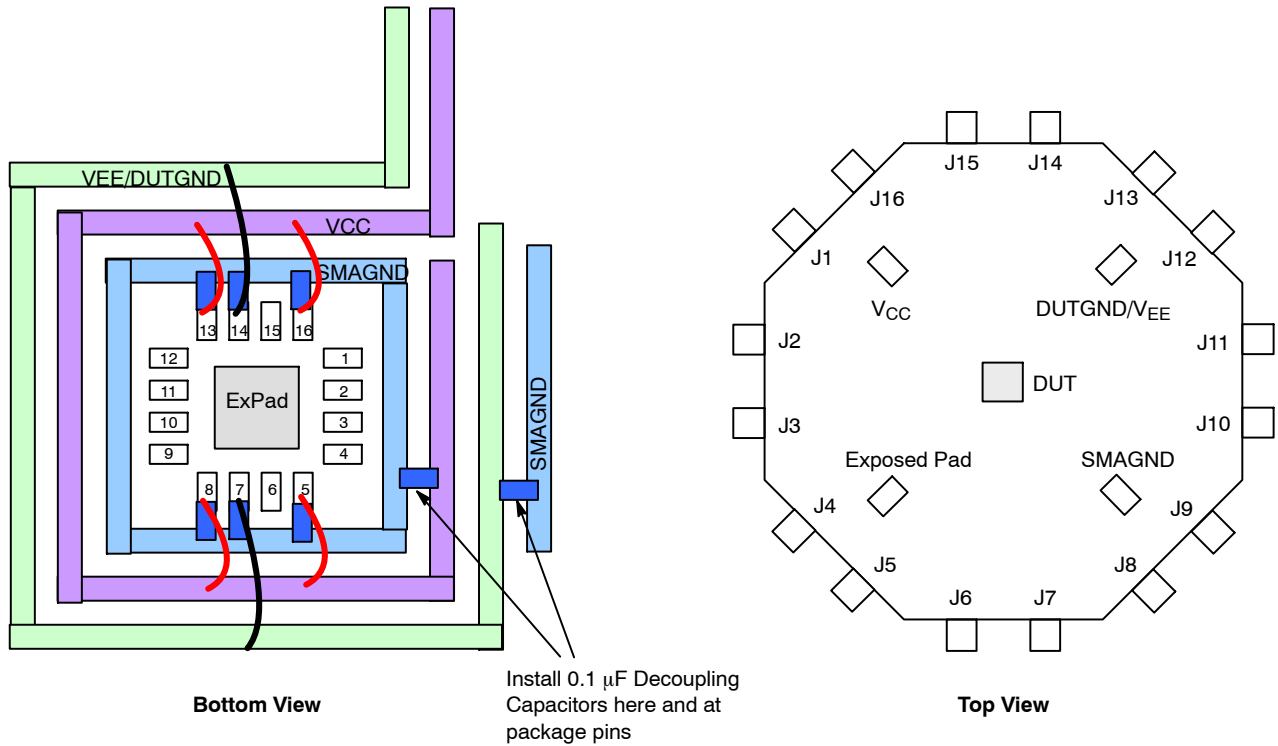 VEE/DUTGND
VCC
SMAGND
13
14
15
16
12
1
11
2
ExPad
10
3
9
4
8
7
6
5
SMAGND
Install 0.1 μF Decoupling
Capacitors here and at
package pins
Bottom View
J15
J14
J16
J13
J1
J12
VCC
DUTGND/VEE
J2
J11
DUT
J3
J10
Exposed Pad
SMAGND
J4
J9
J5
J8
J6
J7
Top View